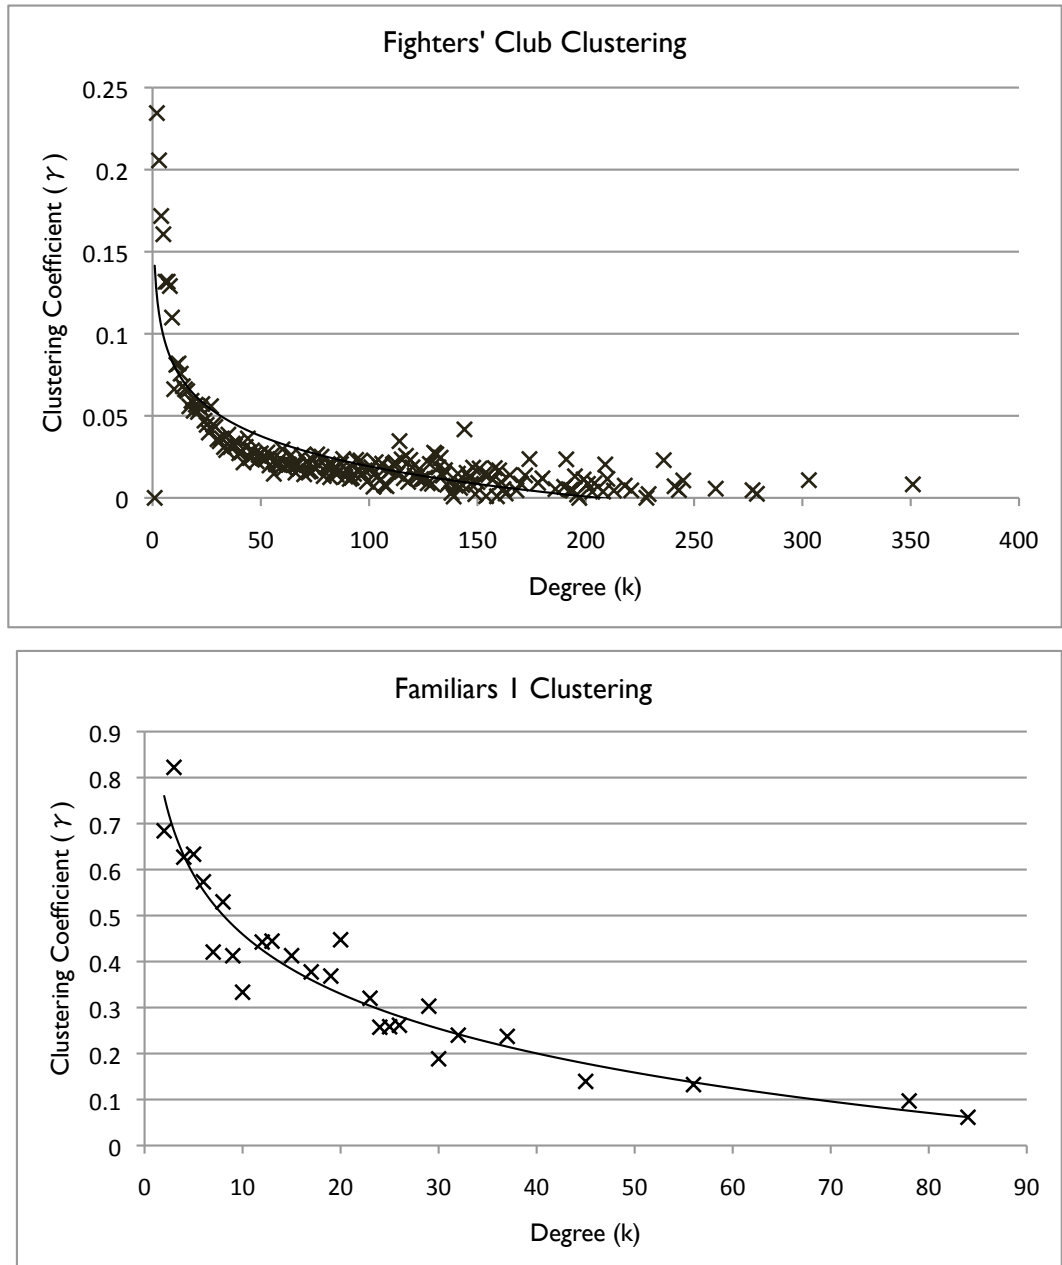 Fighters' Club Clustering
0.25
0.2
0.15
0.1
0.05
0
Clustering Coefficient (γ)
0 50 100 150 200 250 300 350 400
Degree (k)
Familiars 1 Clustering
0.9
0.8
0.7
0.6
0.5
0.4
0.3
0.2
0.1
0
Clustering Coefficient (γ)
0 10 20 30 40 50 60 70 80 90
Degree (k)